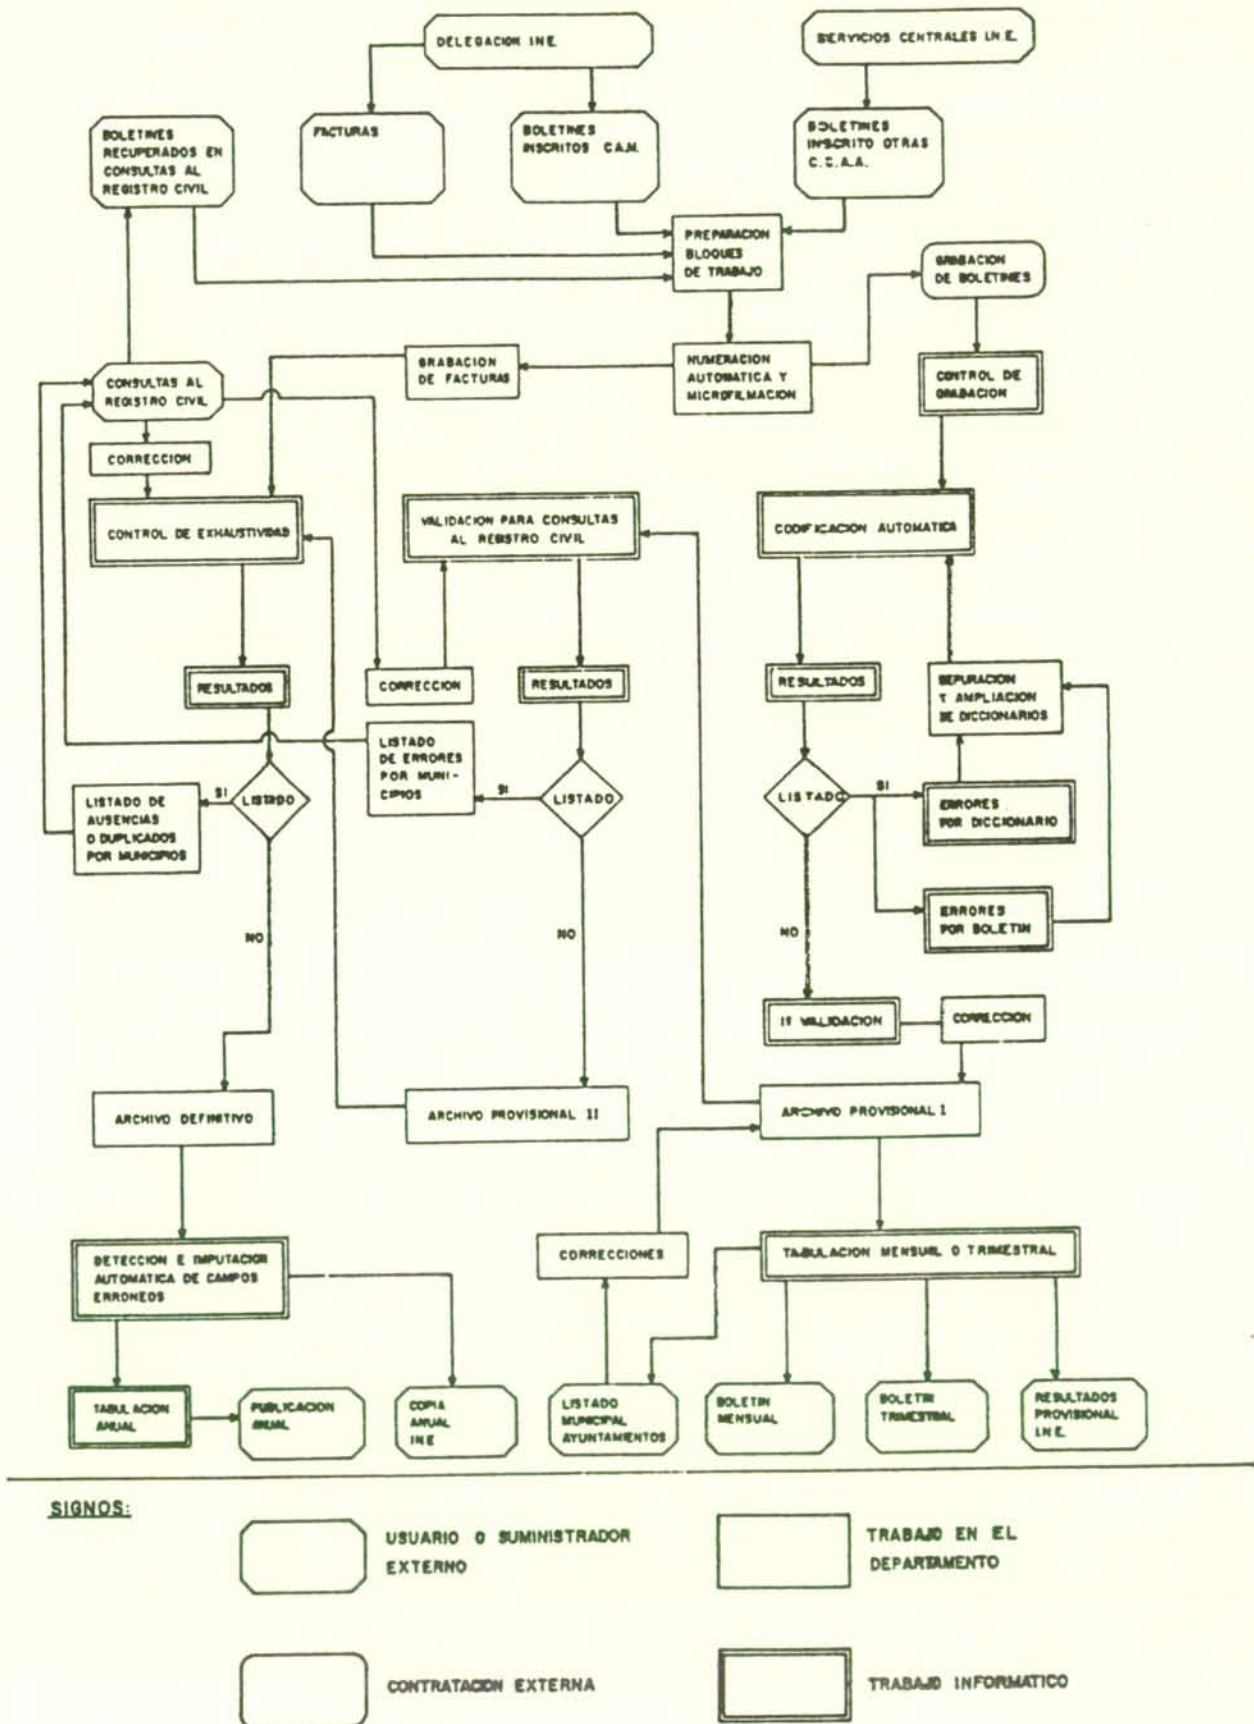 DELEGACION I.N.E.
SERVICIOS CENTRALES I.N.E.
BOLETINES
RECUPERADOS EN
CONSULTAS AL
REGISTRO CIVIL
FACTURAS
BOLETINES
INSCRITOS C.A.M.
BOLETINES
INSCRITO OTRAS
C.C.A.A.
PREPARACION
BLOQUES
DE TRABAJO
GRABACION
DE BOLETINES
CONSULTAS AL
REGISTRO CIVIL
GRABACION
DE FACTURAS
NUMERACION
AUTOMATICA Y
MICROFILMACION
CONTROL DE
GRABACION
CORRECCION
CONTROL DE EXHAUSTIVIDAD
VALIDACION PARA CONSULTAS
AL REGISTRO CIVIL
CODIFICACION AUTOMATICA
RESULTADOS
CORRECCION
RESULTADOS
RESULTADOS
DEPURACION
Y AMPLIACION
DE DICCIONARIOS
LISTADO
DE ERRORES
POR MUNI-
CIPIOS
LISTADO DE
AUSENCIAS
O DUPLICADOS
POR MUNICIPIOS
SI
LISTADO
SI
LISTADO
LISTADO
SI
ERRORES
POR DICCIONARIO
ERRORES
POR BOLETIN
NO
NO
NO
VALIDACION
CORRECCION
ARCHIVO DEFINITIVO
ARCHIVO PROVISIONAL II
ARCHIVO PROVISIONAL I
DETECCION E IMPUTACION
AUTOMATICA DE CAMPOS
ERRONEOS
CORRECCIONES
TABULACION MENSUAL O TRIMESTRAL
TABULACION
ANUAL
PUBLICACION
ANUAL
COPIA
ANUAL
I.N.E
LISTADO
MUNICIPAL
AYUNTAMIENTOS
BOLETIN
MENSUAL
BOLETIN
TRIMESTRAL
RESULTADOS
PROVISIONAL
I.N.E.
SIGNOS:
USUARIO O SUMINISTRADOR
EXTERNO
TRABAJO EN EL
DEPARTAMENTO
CONTRATACION EXTERNA
TRABAJO INFORMATICO